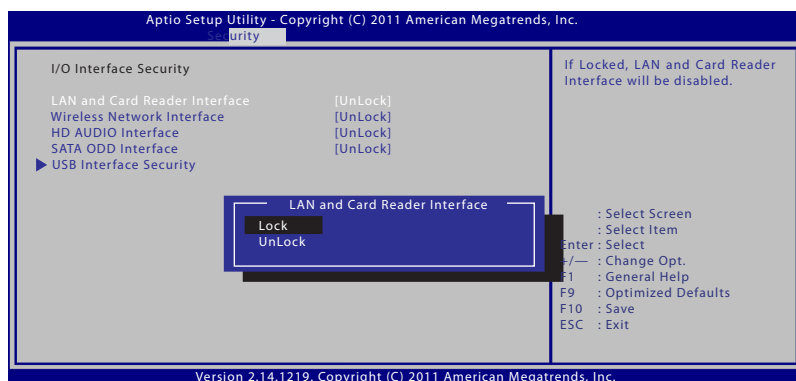 Aptio Setup Utility - Copyright (C) 2011 American Megatrends, Inc.
Security
I/O Interface Security
LAN and Card Reader Interface [UnLock]
Wireless Network Interface [UnLock]
HD AUDIO Interface [UnLock]
SATA ODD Interface [UnLock]
USB Interface Security
If Locked, LAN and Card Reader
Interface will be disabled.
LAN and Card Reader Interface
Lock
UnLock
: Select Screen
: Select Item
Enter : Select
+/— : Change Opt.
F1 : General Help
F9 : Optimized Defaults
F10 : Save
ESC : Exit
Version 2.14.1219. Copyright (C) 2011 American Megatrends, Inc.